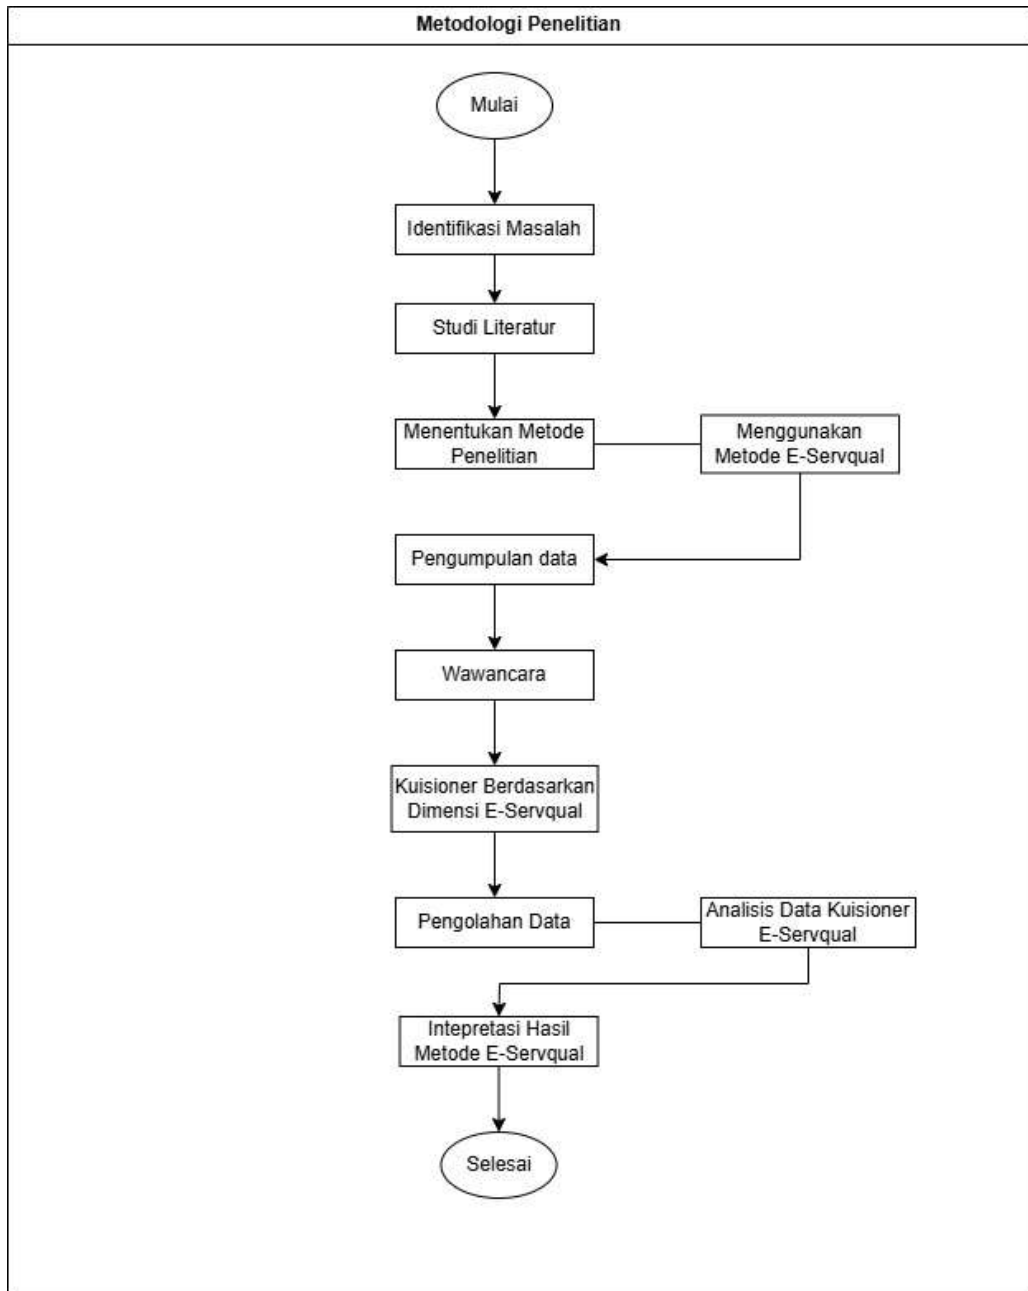 Metodologi Penelitian
Mulai
Identifikasi Masalah
Studi Literatur
Menentukan Metode
Penelitian
Menggunakan
Metode E-Servqual
Pengumpulan data
Wawancara
Kuisioner Berdasarkan
Dimensi E-Servqual
Pengolahan Data
Analisis Data Kuisioner
E-Servqual
Intepretasi Hasil
Metode E-Servqual
Selesai